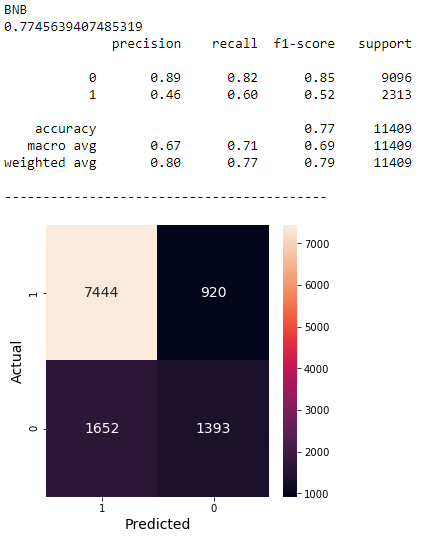 BNB
0.7745639407485319
precision recall f1-score support
0 0.89 0.82 0.85 9096
1 0.46 0.60 0.52 2313
accuracy 0.77 11409
macro avg 0.67 0.71 0.69 11409
weighted avg 0.80 0.77 0.79 11409
-----------------------------------------
7444 920
1652 1393
Actual
1
0
1 0
Predicted
7000
6000
5000
4000
3000
2000
1000